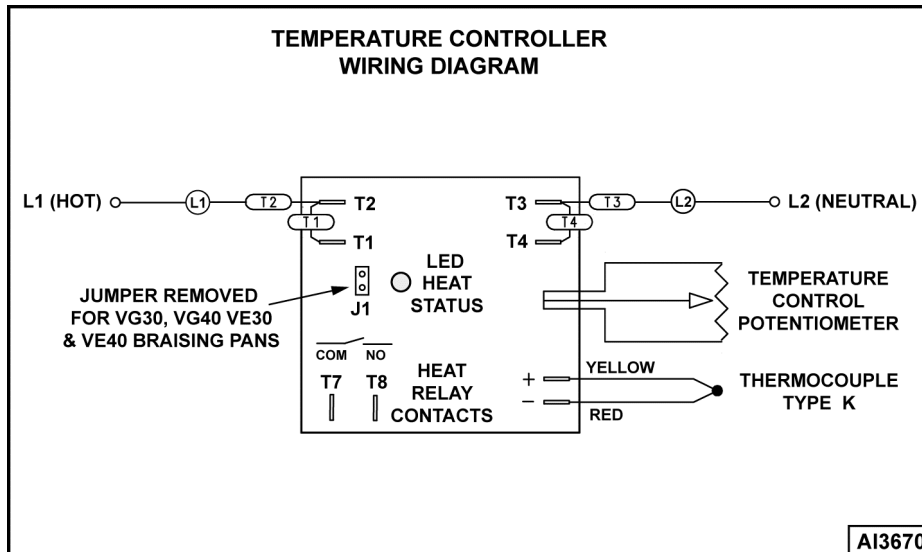 TEMPERATURE CONTROLLER
WIRING DIAGRAM
L1 (HOT)
L1
T2
T2
T3
T3
L2
L2 (NEUTRAL)
T1
T1
T4
T4
LED
HEAT
STATUS
J1
JUMPER REMOVED
FOR VG30, VG40 VE30
& VE40 BRAISING PANS
TEMPERATURE
CONTROL
POTENTIOMETER
COM
NO
T7
T8
HEAT
RELAY
CONTACTS
+
YELLOW
−
RED
THERMOCOUPLE
TYPE K
AI3670